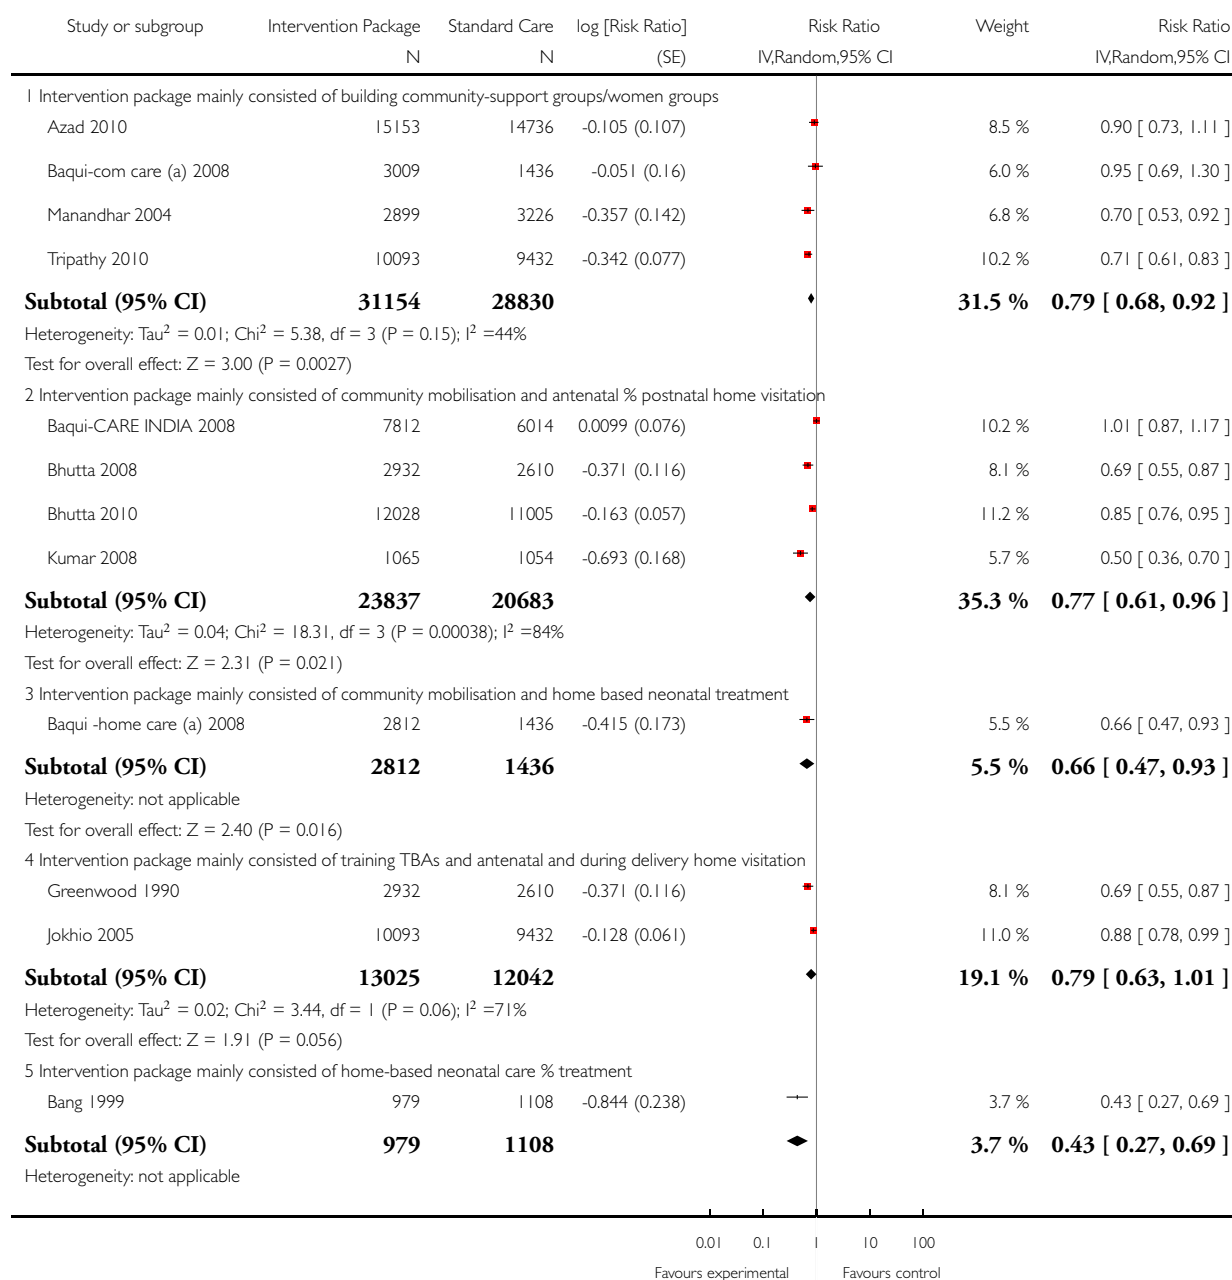 Study or subgroup Intervention Package Standard Care log [Risk Ratio] Risk Ratio Weight Risk Ratio
N N (SE) IV,Random,95% CI IV,Random,95% CI
1 Intervention package mainly consisted of building community-support groups/women groups
Azad 2010 15153 14736 -0.105 (0.107) 8.5 % 0.90 [ 0.73, 1.11 ]
Baqui-com care (a) 2008 3009 1436 -0.051 (0.16) 6.0 % 0.95 [ 0.69, 1.30 ]
Manandhar 2004 2899 3226 -0.357 (0.142) 6.8 % 0.70 [ 0.53, 0.92 ]
Tripathy 2010 10093 9432 -0.342 (0.077) 10.2 % 0.71 [ 0.61, 0.83 ]
Subtotal (95% CI) 31154 28830 31.5 % 0.79 [ 0.68, 0.92 ]
Heterogeneity: Tau² = 0.01; Chi² = 5.38, df = 3 (P = 0.15); I² =44%
Test for overall effect: Z = 3.00 (P = 0.0027)
2 Intervention package mainly consisted of community mobilisation and antenatal % postnatal home visitation
Baqui-CARE INDIA 2008 7812 6014 0.0099 (0.076) 10.2 % 1.01 [ 0.87, 1.17 ]
Bhutta 2008 2932 2610 -0.371 (0.116) 8.1 % 0.69 [ 0.55, 0.87 ]
Bhutta 2010 12028 11005 -0.163 (0.057) 11.2 % 0.85 [ 0.76, 0.95 ]
Kumar 2008 1065 1054 -0.693 (0.168) 5.7 % 0.50 [ 0.36, 0.70 ]
Subtotal (95% CI) 23837 20683 35.3 % 0.77 [ 0.61, 0.96 ]
Heterogeneity: Tau² = 0.04; Chi² = 18.31, df = 3 (P = 0.00038); I² =84%
Test for overall effect: Z = 2.31 (P = 0.021)
3 Intervention package mainly consisted of community mobilisation and home based neonatal treatment
Baqui -home care (a) 2008 2812 1436 -0.415 (0.173) 5.5 % 0.66 [ 0.47, 0.93 ]
Subtotal (95% CI) 2812 1436 5.5 % 0.66 [ 0.47, 0.93 ]
Heterogeneity: not applicable
Test for overall effect: Z = 2.40 (P = 0.016)
4 Intervention package mainly consisted of training TBAs and antenatal and during delivery home visitation
Greenwood 1990 2932 2610 -0.371 (0.116) 8.1 % 0.69 [ 0.55, 0.87 ]
Jokhio 2005 10093 9432 -0.128 (0.061) 11.0 % 0.88 [ 0.78, 0.99 ]
Subtotal (95% CI) 13025 12042 19.1 % 0.79 [ 0.63, 1.01 ]
Heterogeneity: Tau² = 0.02; Chi² = 3.44, df = 1 (P = 0.06); I² =71%
Test for overall effect: Z = 1.91 (P = 0.056)
5 Intervention package mainly consisted of home-based neonatal care % treatment
Bang 1999 979 1108 -0.844 (0.238) 3.7 % 0.43 [ 0.27, 0.69 ]
Subtotal (95% CI) 979 1108 3.7 % 0.43 [ 0.27, 0.69 ]
Heterogeneity: not applicable
0.01 0.1 1 10 100
Favours experimental Favours control